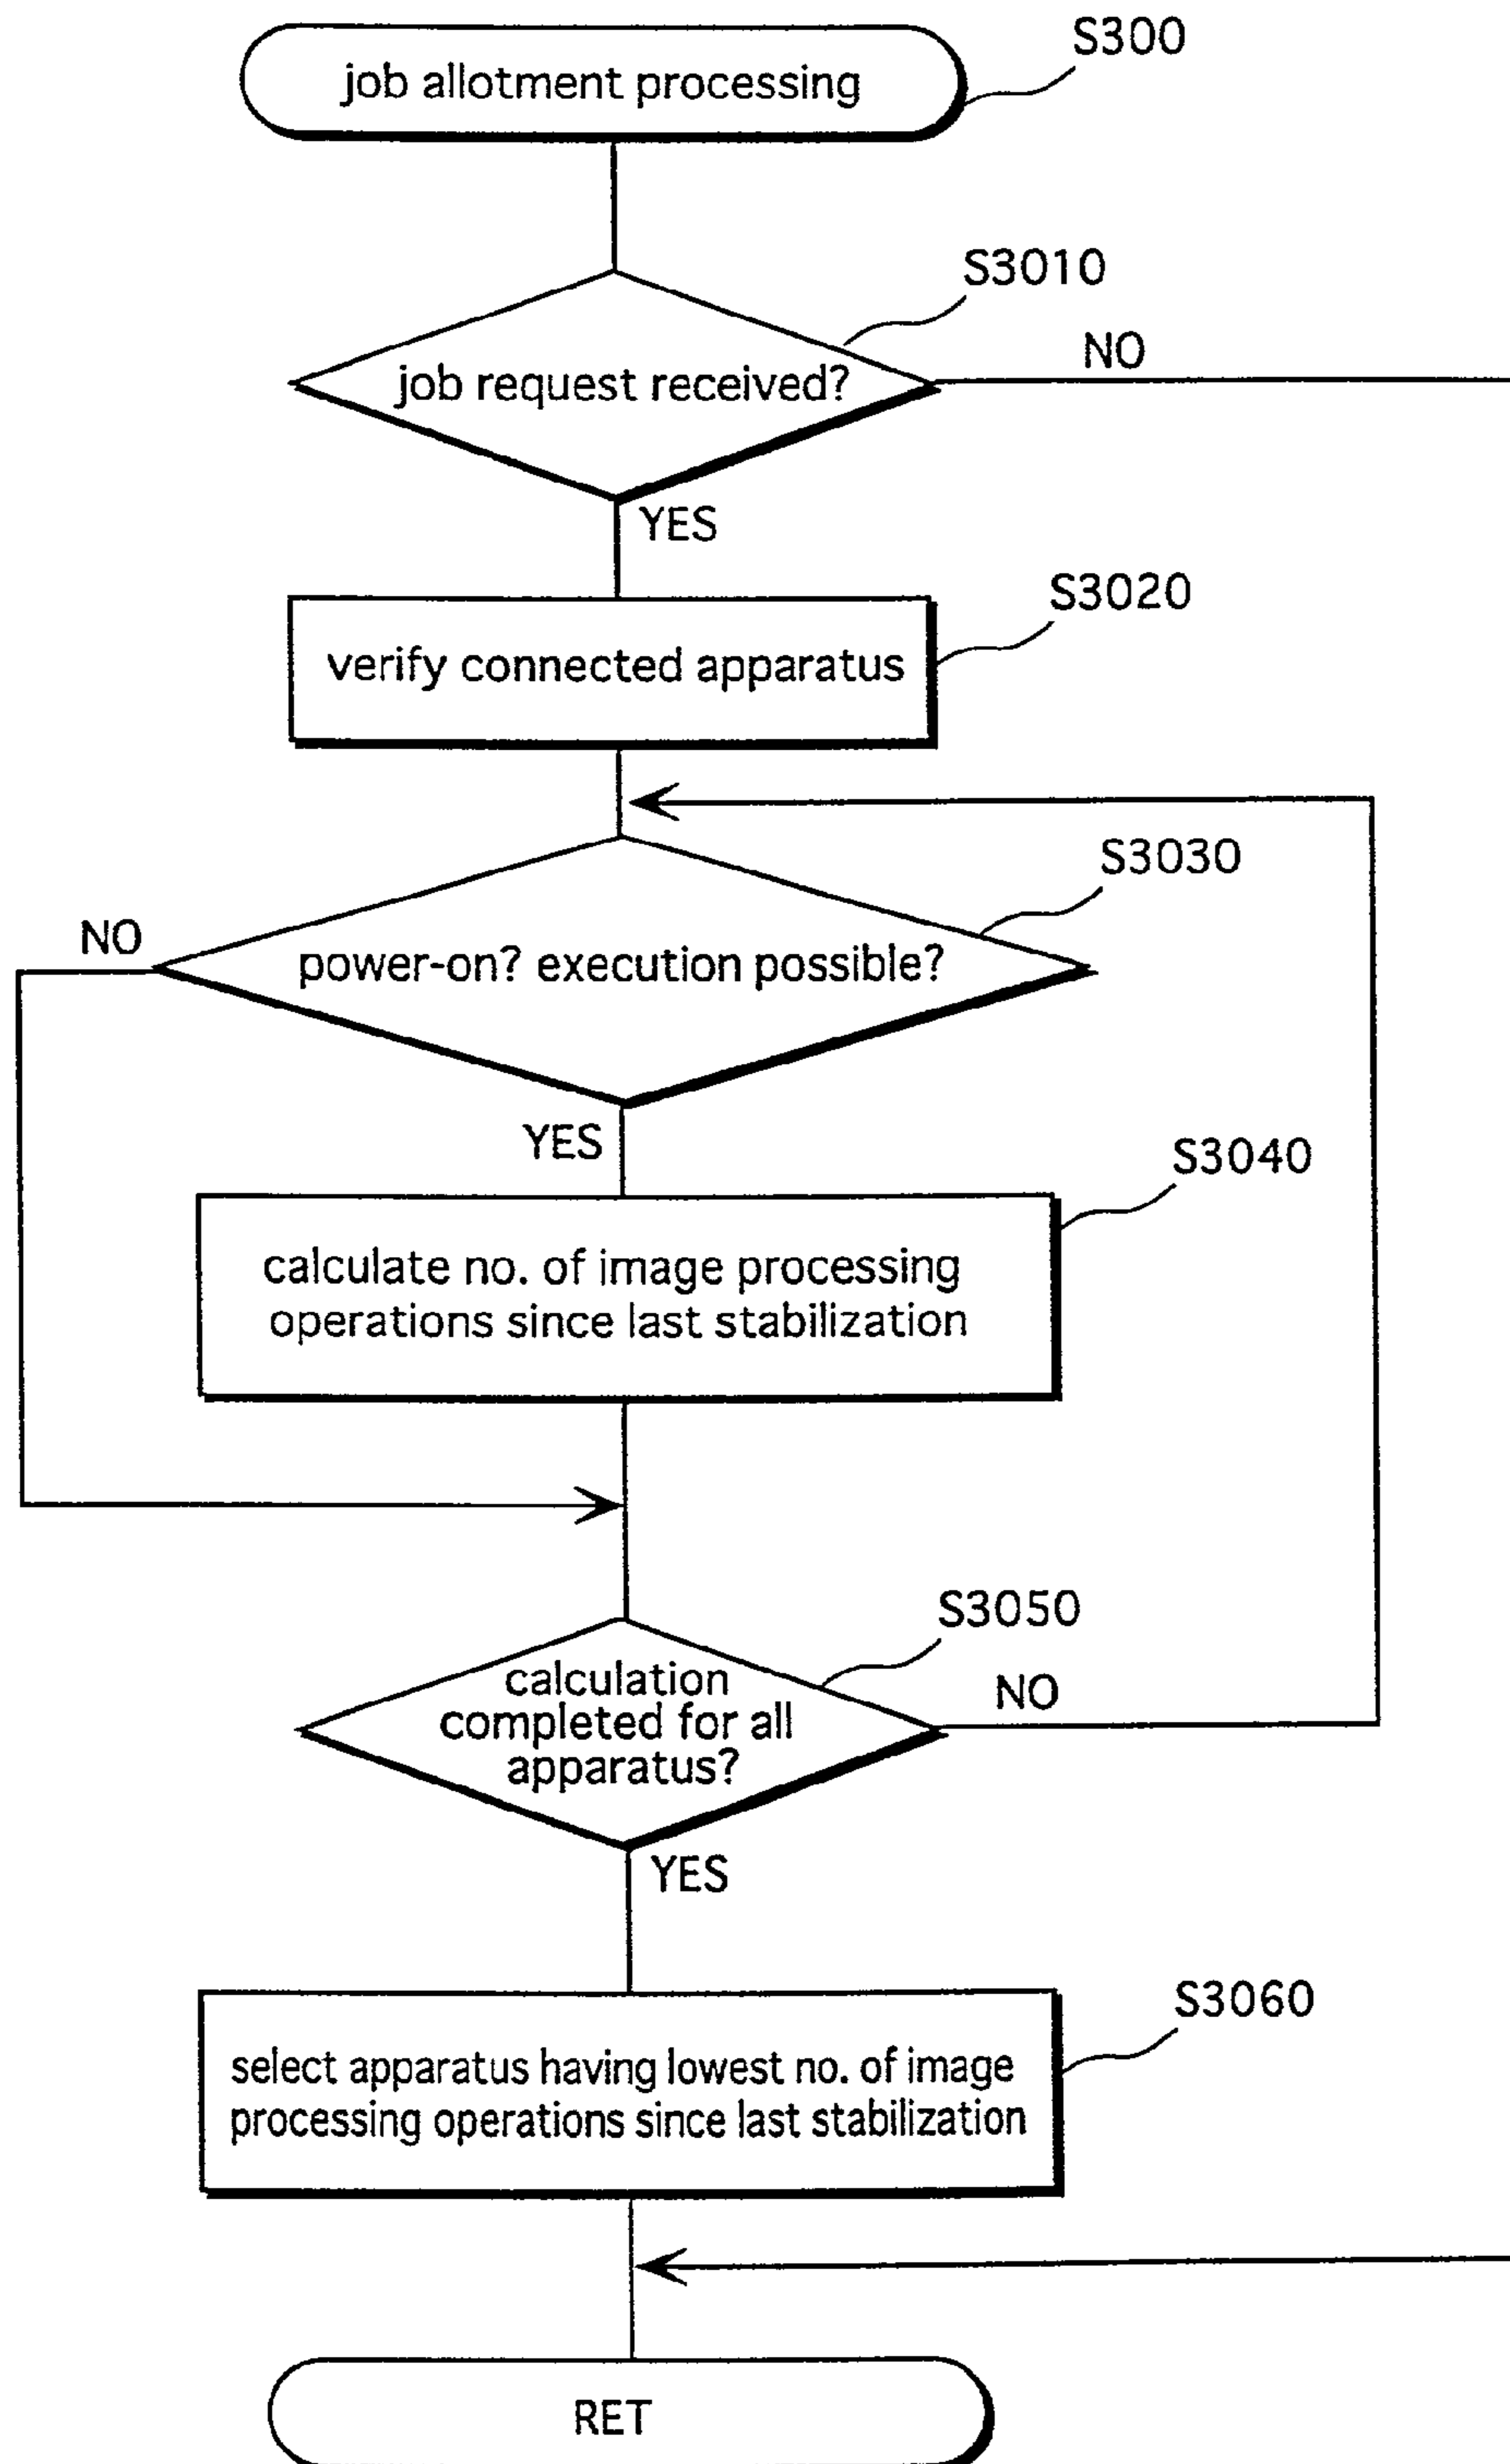 S300
job allotment processing
S3010
NO
job request received?
YES
S3020
verify connected apparatus
S3030
NO
power-on? execution possible?
YES
S3040
calculate no. of image processing
operations since last stabilization
S3050
calculation
NO
completed for all
apparatus?
YES
S3060
select apparatus having lowest no. of image
processing operations since last stabilization
RET